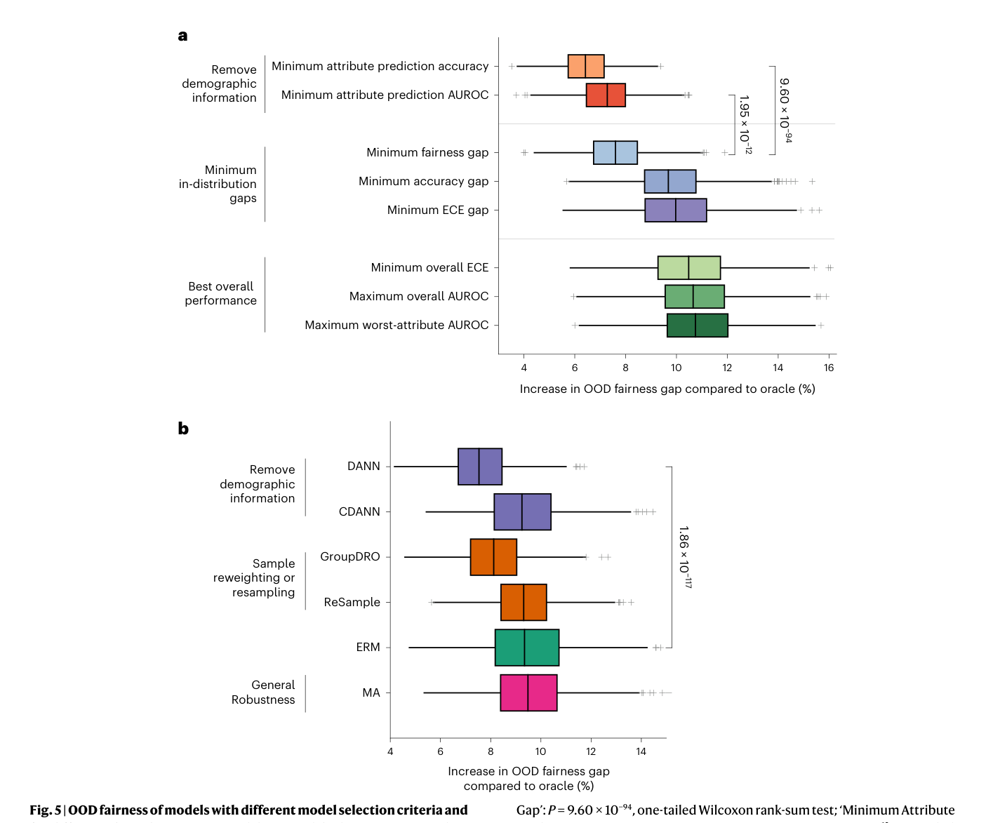 a
Remove
demographic
information
Minimum attribute prediction accuracy
Minimum attribute prediction AUROC
Minimum
in-distribution
gaps
Minimum fairness gap
Minimum accuracy gap
Minimum ECE gap
Best overall
performance
Minimum overall ECE
Maximum overall AUROC
Maximum worst-attribute AUROC
1.95 × 10⁻¹²
9.60 × 10⁻⁹⁴
4 6 8 10 12 14 16
Increase in OOD fairness gap compared to oracle (%)
b
Remove
demographic
information
DANN
CDANN
Sample
reweighting or
resampling
GroupDRO
ReSample
ERM
General
Robustness
MA
1.86 × 10⁻¹¹⁷
4 6 8 10 12 14
Increase in OOD fairness gap
compared to oracle (%)
Fig. 5 | OOD fairness of models with different model selection criteria and
Gap’: P = 9.60 × 10⁻⁹⁴, one-tailed Wilcoxon rank-sum test; ‘Minimum Attribute